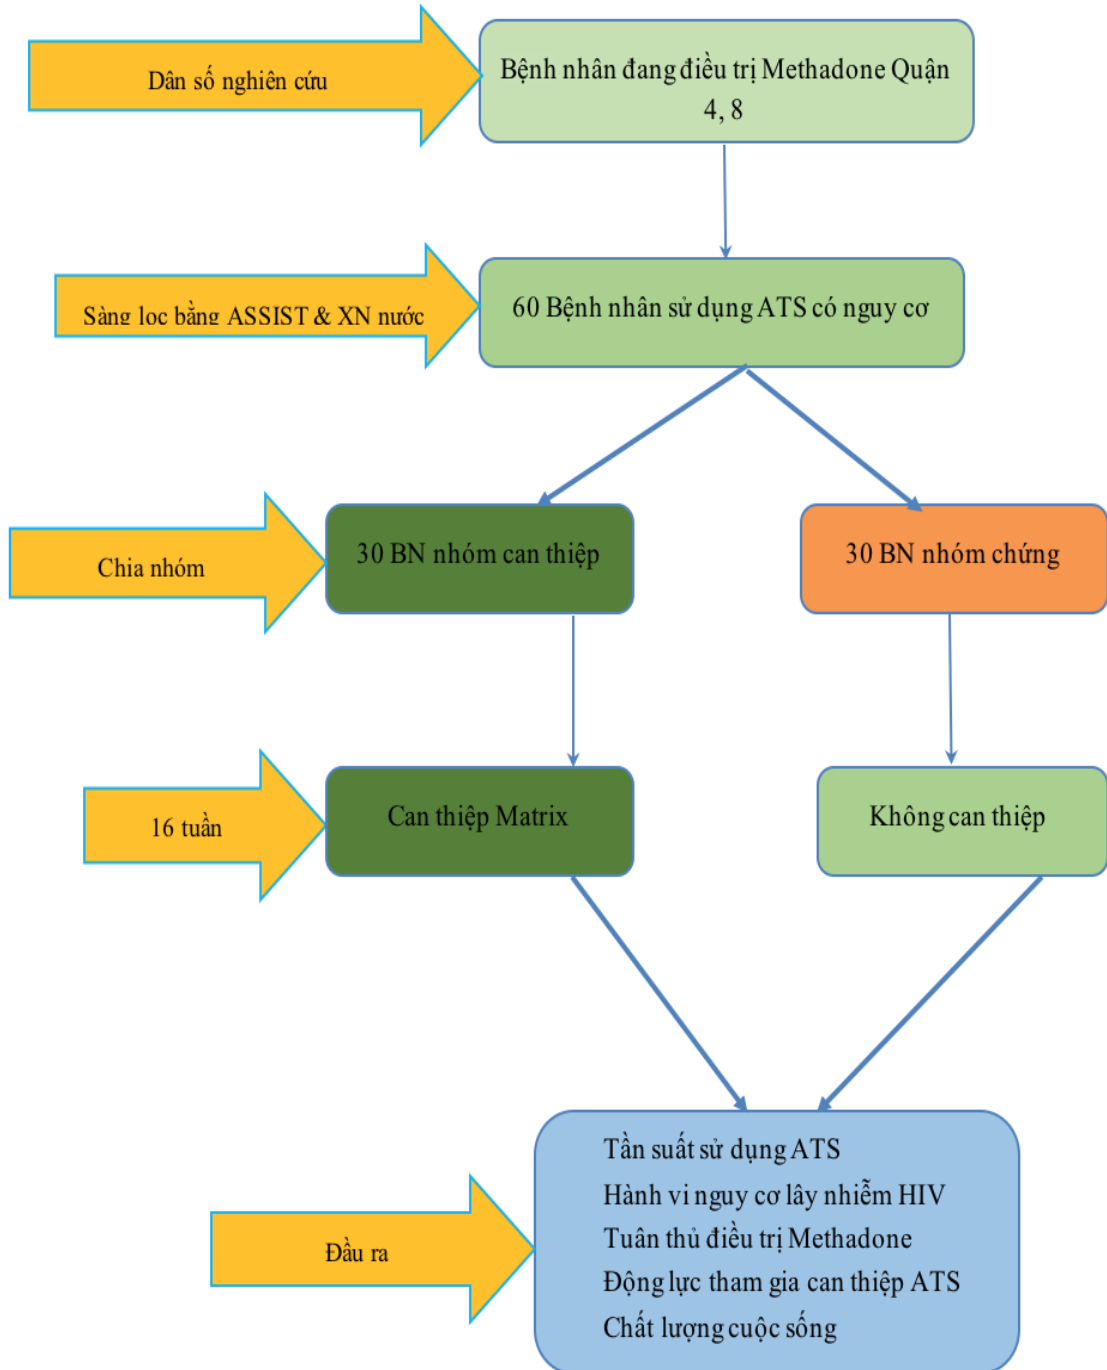 Dân số nghiên cứu
Bệnh nhân đang điều trị Methadone Quận
4, 8
Sàng lọc bằng ASSIST & XN nước
60 Bệnh nhân sử dụng ATS có nguy cơ
Chia nhóm
30 BN nhóm can thiệp
30 BN nhóm chứng
16 tuần
Can thiệp Matrix
Không can thiệp
Đầu ra
Tần suất sử dụng ATS
Hành vi nguy cơ lây nhiễm HIV
Tuân thủ điều trị Methadone
Động lực tham gia can thiệp ATS
Chất lượng cuộc sống